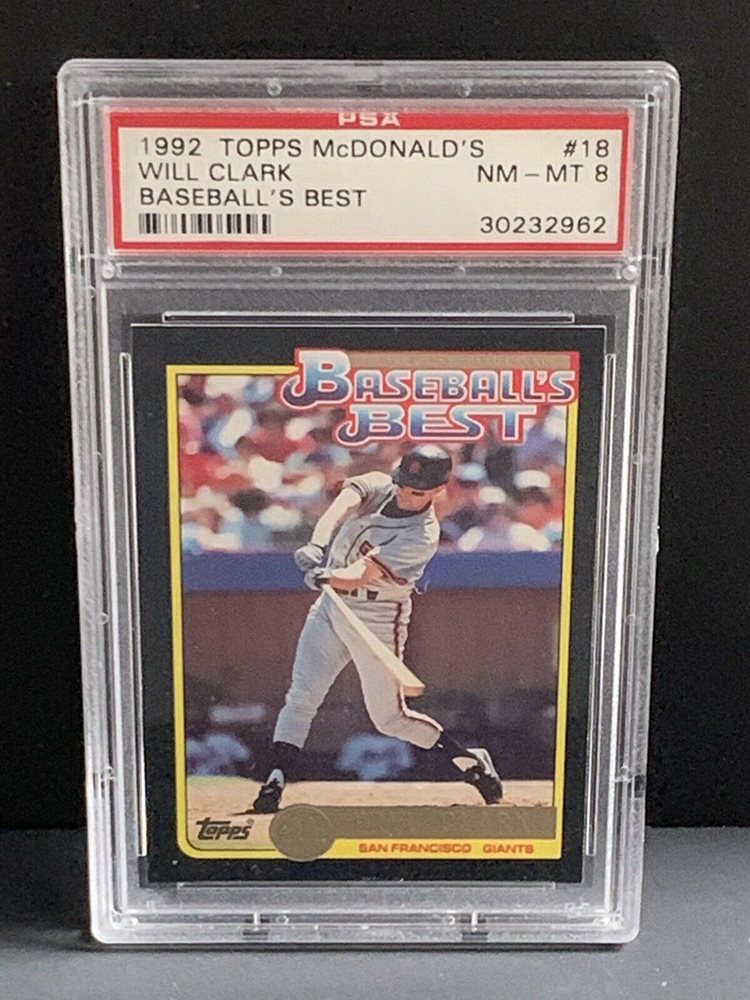 PSA
1992 TOPPS McDONALD'S #18
WILL CLARK NM-MT 8
BASEBALL'S BEST
30232962
BASEBALL'S
BEST
Topps
SAN FRANCISCO GIANTS